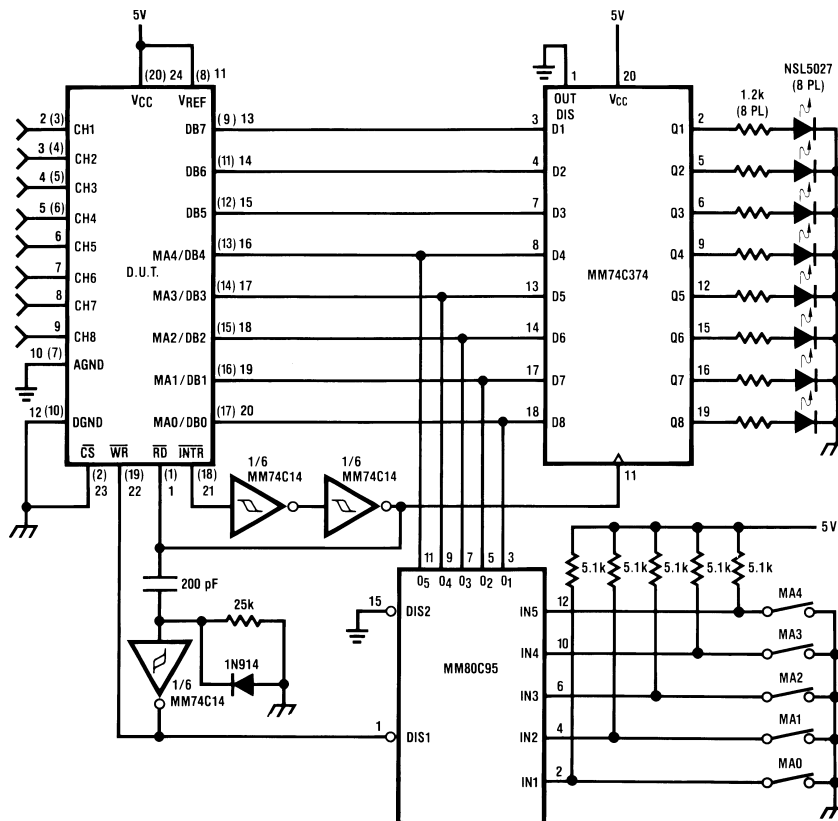 5V
5V
(20) 24 (8) 11
VCC VREF
1 20
OUT DIS VCC
NSL5027
(8 PL)
1.2k
(8 PL)
2 (3) CH1 DB7 (9) 13 3 D1 Q1 2
3 (4) CH2 DB6 (11) 14 4 D2 Q2 5
4 (5) CH3 DB5 (12) 15 7 D3 Q3 6
5 (6) CH4 MA4/DB4 (13) 16 8 D4 Q4 9
6 CH5
D.U.T.
MM74C374
MA3/DB3 (14) 17 13 D5 Q5 12
7 CH6
8 CH7
MA2/DB2 (15) 18 14 D6 Q6 15
9 CH8
10 (7) AGND
MA1/DB1 (16) 19 17 D7 Q7 16
12 (10) DGND MA0/DB0 (17) 20 18 D8 Q8 19
CS WR RD INTR
(2) (19) (1) (18)
23 22 1 21
1/6
MM74C14
1/6
MM74C14
11
5V
5.1k 5.1k 5.1k 5.1k 5.1k
200 pF
11 9 7 5 3
O5 O4 O3 O2 O1
25k
1N914
1/6
MM74C14
15 DIS2
MM80C95
1 DIS1
IN5 12 MA4
IN4 10 MA3
IN3 6 MA2
IN2 4 MA1
IN1 2 MA0